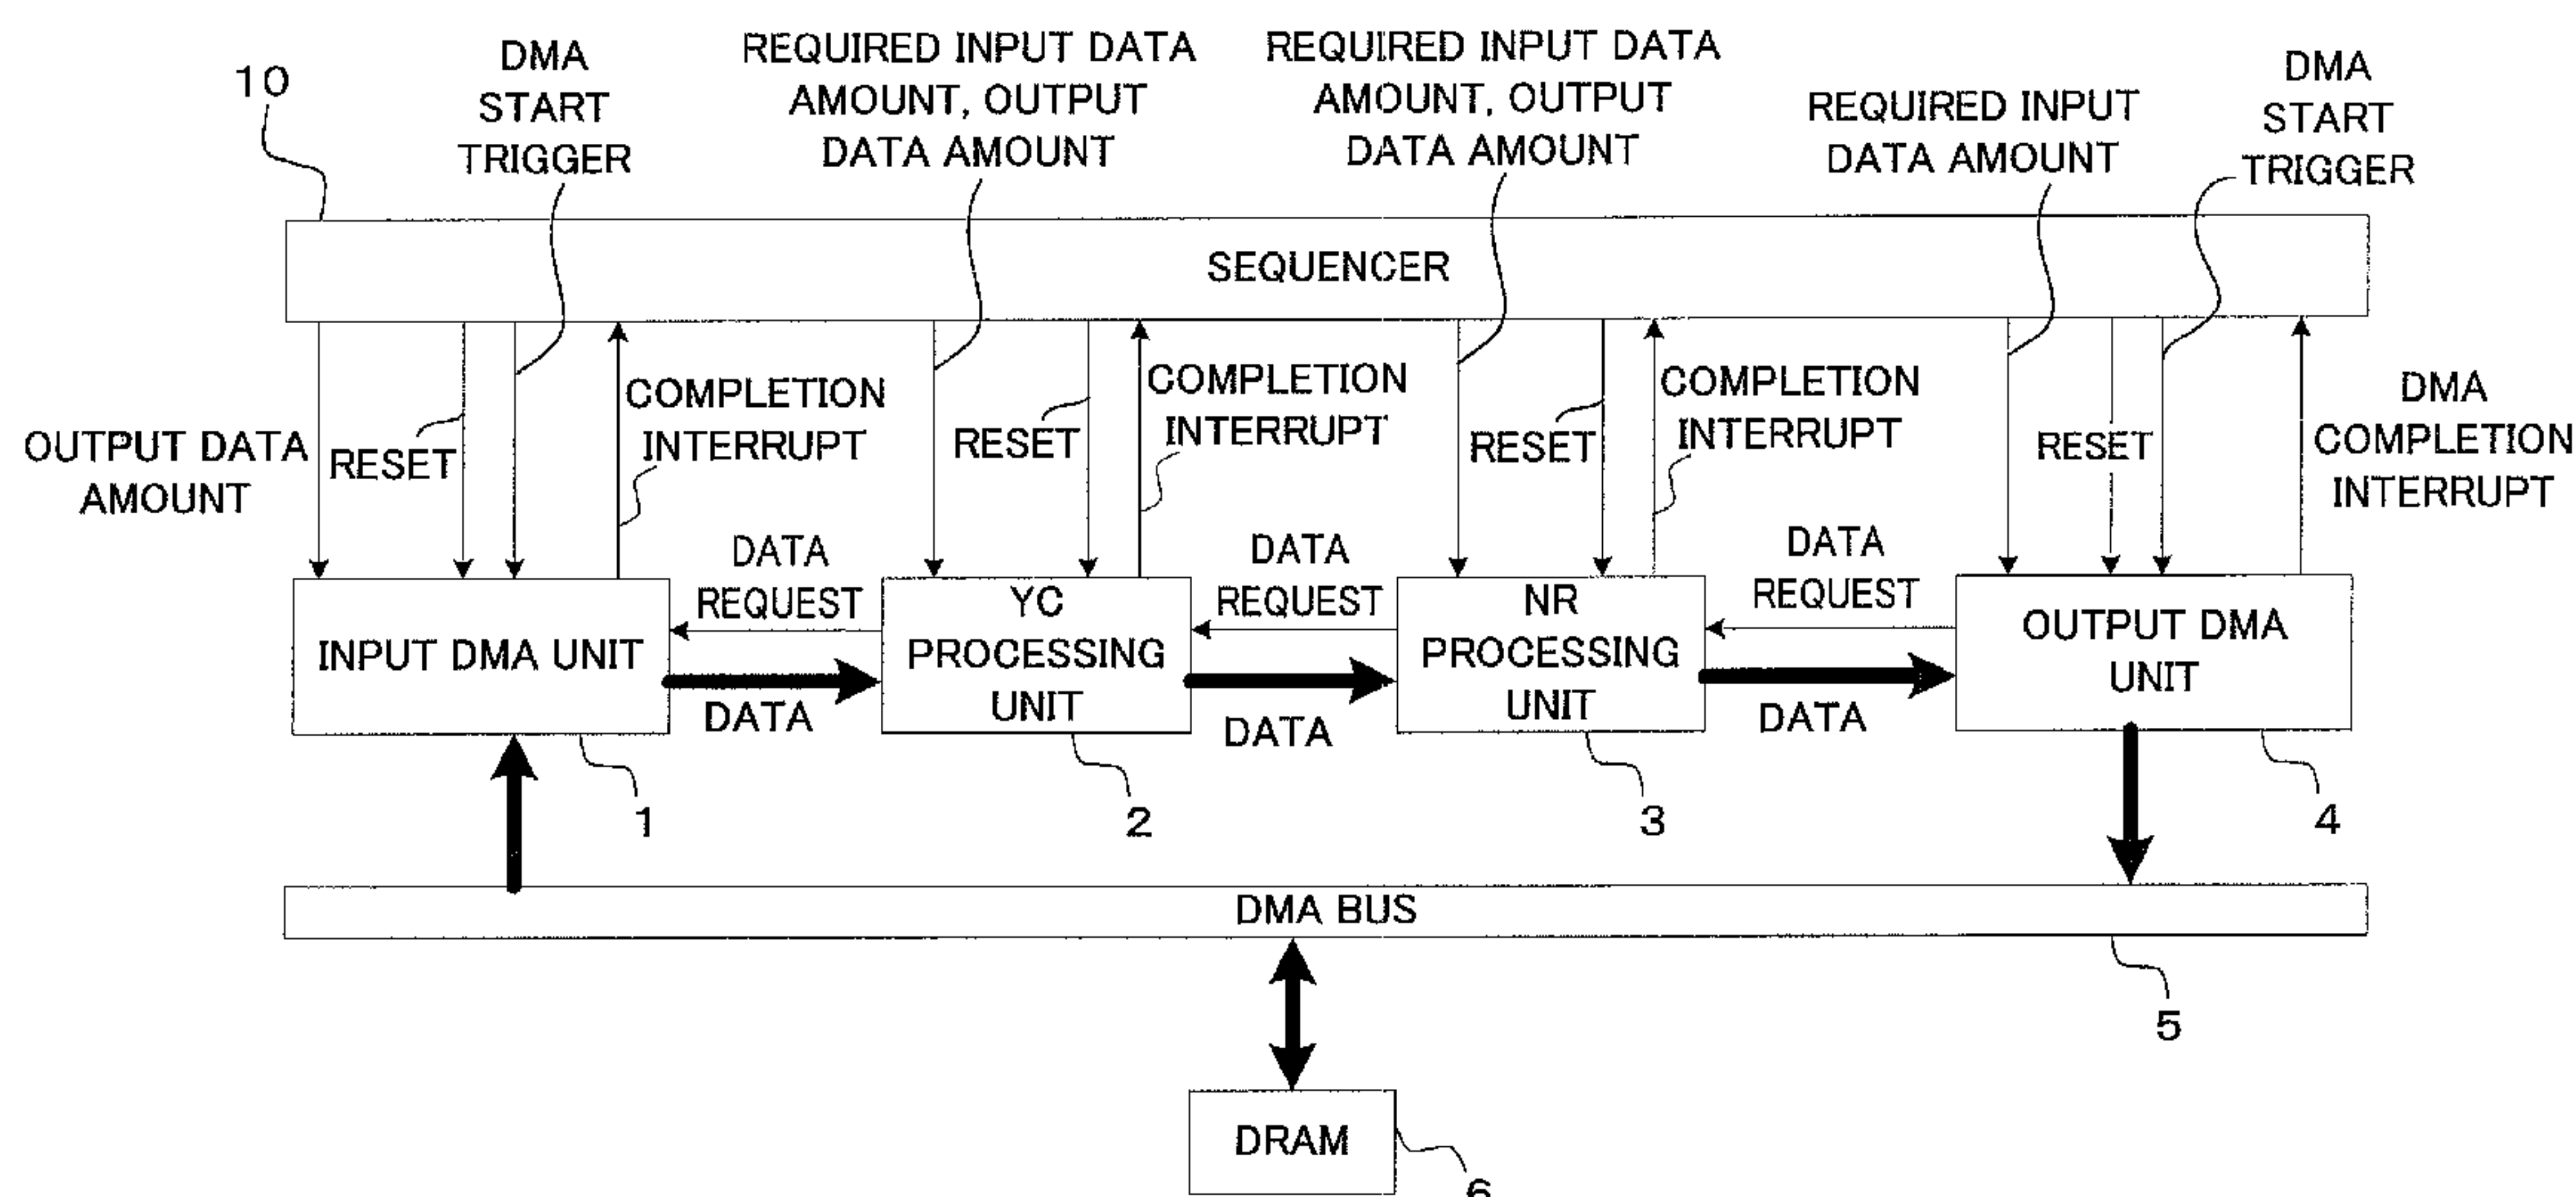 10
DMA
START
TRIGGER
REQUIRED INPUT DATA
AMOUNT, OUTPUT
DATA AMOUNT
REQUIRED INPUT DATA
AMOUNT, OUTPUT
DATA AMOUNT
REQUIRED INPUT
DATA AMOUNT
DMA
START
TRIGGER
SEQUENCER
OUTPUT DATA
AMOUNT
RESET
COMPLETION
INTERRUPT
RESET
COMPLETION
INTERRUPT
RESET
COMPLETION
INTERRUPT
RESET
DMA
COMPLETION
INTERRUPT
DATA
REQUEST
DATA
REQUEST
DATA
REQUEST
INPUT DMA UNIT
YC
PROCESSING
UNIT
NR
PROCESSING
UNIT
OUTPUT DMA
UNIT
DATA
DATA
DATA
1
2
3
4
DMA BUS
5
DRAM
6